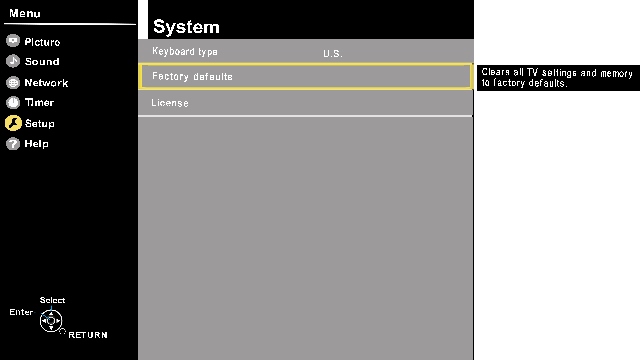 Menu
Picture
Sound
Network
Timer
Setup
Help
Select
Enter
RETURN
System
Keyboard type U.S.
Factory defaults
License
Clears all TV settings and memory
to factory defaults.